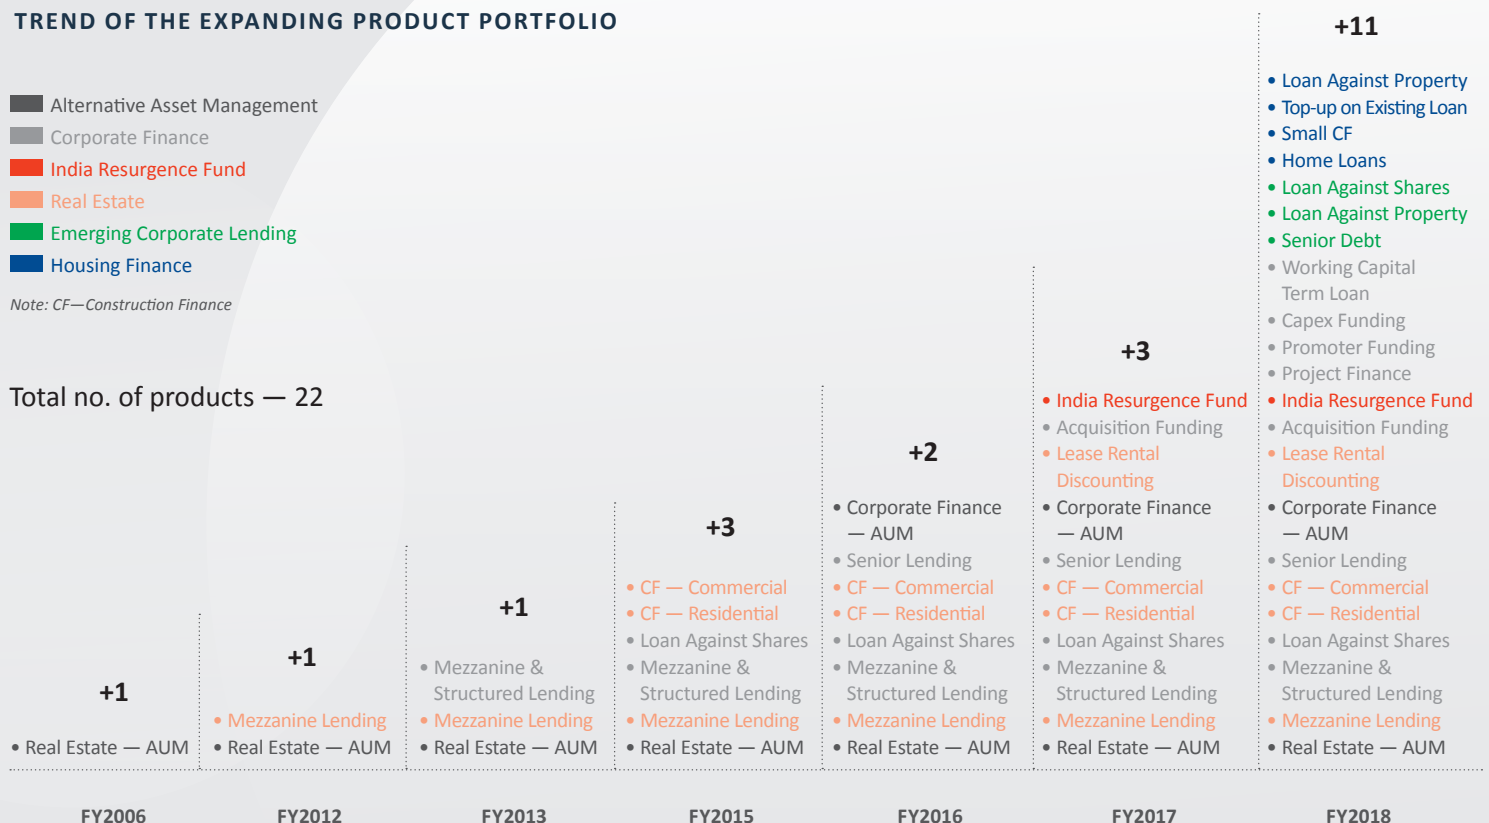 TREND OF THE EXPANDING PRODUCT PORTFOLIO
Alternative Asset Management
Corporate Finance
India Resurgence Fund
Real Estate
Emerging Corporate Lending
Housing Finance
Note: CF—Construction Finance
Total no. of products — 22
+1
• Real Estate — AUM
FY2006
+1
• Mezzanine Lending
• Real Estate — AUM
FY2012
+1
• Mezzanine &
Structured Lending
• Mezzanine Lending
• Real Estate — AUM
FY2013
+3
• CF — Commercial
• CF — Residential
• Loan Against Shares
• Mezzanine &
Structured Lending
• Mezzanine Lending
• Real Estate — AUM
FY2015
+2
• Corporate Finance
— AUM
• Senior Lending
• CF — Commercial
• CF — Residential
• Loan Against Shares
• Mezzanine &
Structured Lending
• Mezzanine Lending
• Real Estate — AUM
FY2016
+3
• India Resurgence Fund
• Acquisition Funding
• Lease Rental
Discounting
• Corporate Finance
— AUM
• Senior Lending
• CF — Commercial
• CF — Residential
• Loan Against Shares
• Mezzanine &
Structured Lending
• Mezzanine Lending
• Real Estate — AUM
FY2017
+11
• Loan Against Property
• Top-up on Existing Loan
• Small CF
• Home Loans
• Loan Against Shares
• Loan Against Property
• Senior Debt
• Working Capital
Term Loan
• Capex Funding
• Promoter Funding
• Project Finance
• India Resurgence Fund
• Acquisition Funding
• Lease Rental
Discounting
• Corporate Finance
— AUM
• Senior Lending
• CF — Commercial
• CF — Residential
• Loan Against Shares
• Mezzanine &
Structured Lending
• Mezzanine Lending
• Real Estate — AUM
FY2018